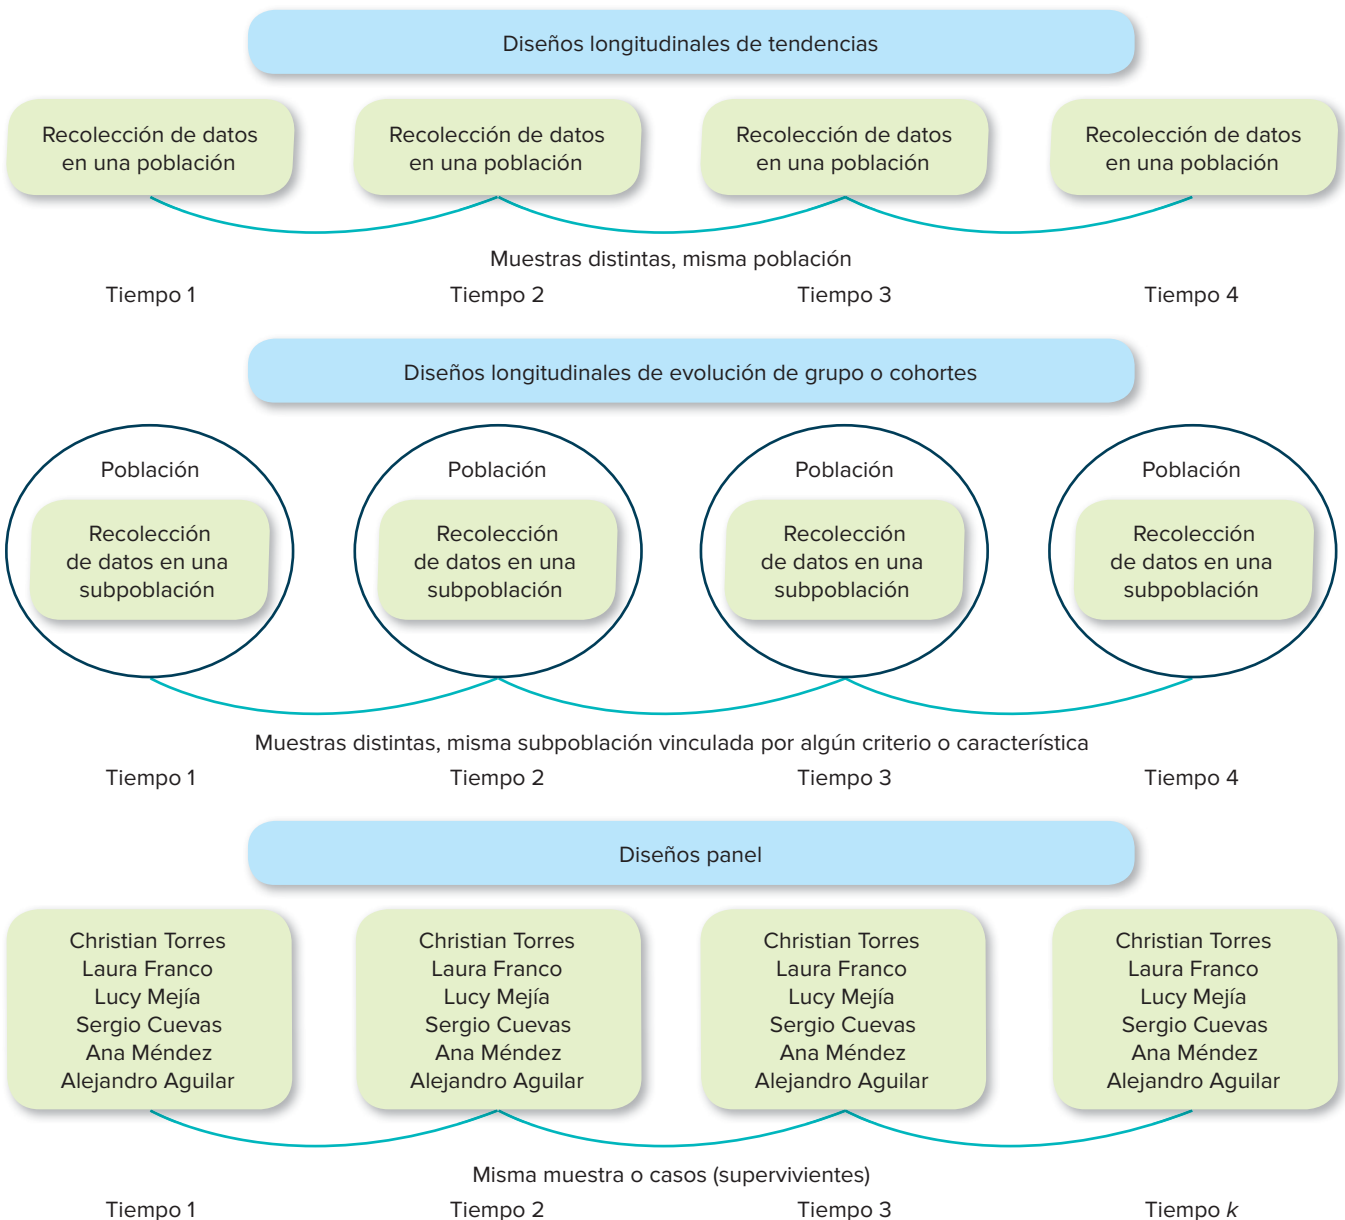 Diseños longitudinales de tendencias
Recolección de datos
en una población
Recolección de datos
en una población
Recolección de datos
en una población
Recolección de datos
en una población
Muestras distintas, misma población
Tiempo 1
Tiempo 2
Tiempo 3
Tiempo 4
Diseños longitudinales de evolución de grupo o cohortes
Población
Recolección
de datos en una
subpoblación
Población
Recolección
de datos en una
subpoblación
Población
Recolección
de datos en una
subpoblación
Población
Recolección
de datos en una
subpoblación
Muestras distintas, misma subpoblación vinculada por algún criterio o característica
Tiempo 1
Tiempo 2
Tiempo 3
Tiempo 4
Diseños panel
Christian Torres
Laura Franco
Lucy Mejía
Sergio Cuevas
Ana Méndez
Alejandro Aguilar
Christian Torres
Laura Franco
Lucy Mejía
Sergio Cuevas
Ana Méndez
Alejandro Aguilar
Christian Torres
Laura Franco
Lucy Mejía
Sergio Cuevas
Ana Méndez
Alejandro Aguilar
Christian Torres
Laura Franco
Lucy Mejía
Sergio Cuevas
Ana Méndez
Alejandro Aguilar
Misma muestra o casos (supervivientes)
Tiempo 1
Tiempo 2
Tiempo 3
Tiempo k